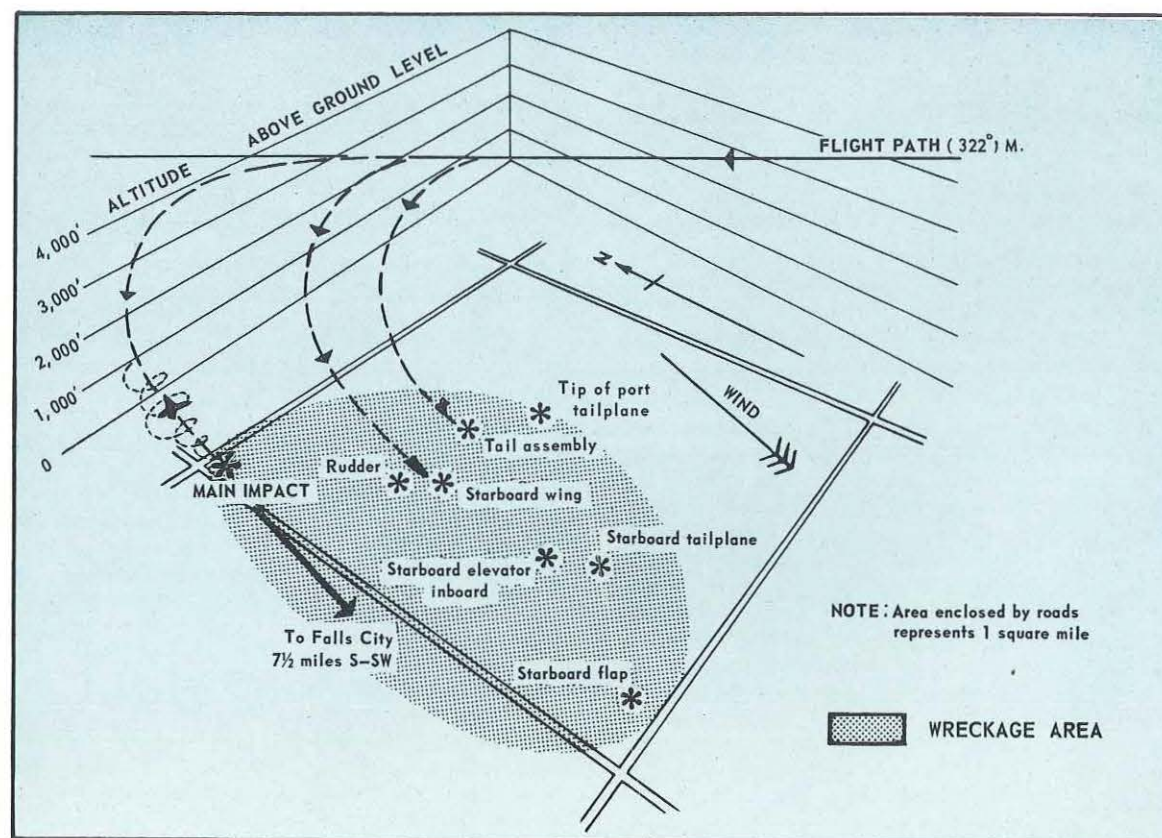 ALTITUDE ABOVE GROUND LEVEL
FLIGHT PATH (322°) M.
4,000'
3,000'
2,000'
1,000'
0
N
WIND
Tip of port
tailplane
Tail assembly
Rudder
MAIN IMPACT
Starboard wing
Starboard tailplane
Starboard elevator
inboard
NOTE: Area enclosed by roads
represents 1 square mile
To Falls City
7½ miles S–SW
Starboard flap
WRECKAGE AREA